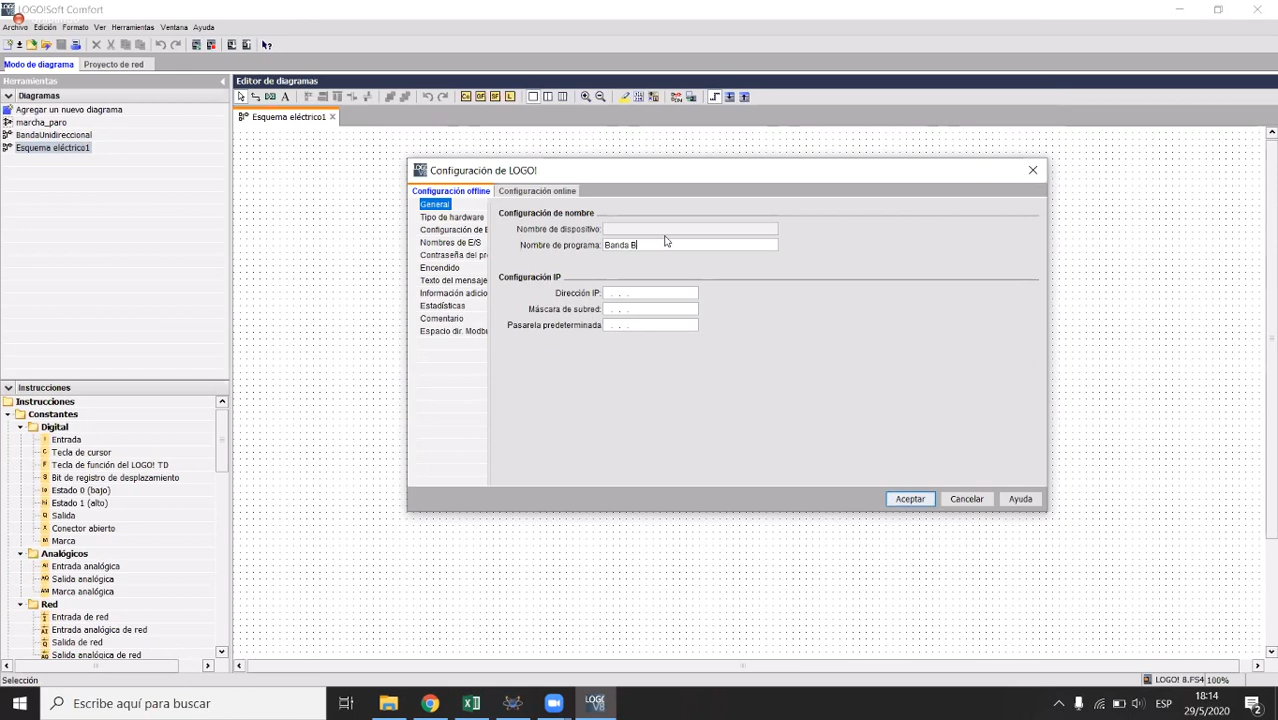 LOGO!Soft Comfort
Archivo Edición Formato Ver Herramientas Ventana Ayuda
Modo de diagrama Proyecto de red
Herramientas
Editor de diagramas
Diagramas
Agregar un nuevo diagrama
marcha_paro
BandaUnidireccional
Esquema eléctrico1
Esquema eléctrico1
Configuración de LOGO!
Configuración offline Configuración online
General
Tipo de hardware
Configuración de E
Nombres de E/S
Contraseña del pr
Encendido
Texto del mensaje
Información adicio
Estadísticas
Comentario
Espacio dir. Modbu
Configuración de nombre
Nombre de dispositivo:
Nombre de programa: Banda B
Configuración IP
Dirección IP: . . .
Máscara de subred: . . .
Pasarela predeterminada . . .
Aceptar Cancelar Ayuda
Instrucciones
Instrucciones
Constantes
Digital
Entrada
Tecla de cursor
Tecla de función del LOGO! TD
Bit de registro de desplazamiento
Estado 0 (bajo)
Estado 1 (alto)
Salida
Conector abierto
Marca
Analógicos
Entrada analógica
Salida analógica
Marca analógica
Red
Entrada de red
Entrada analógica de red
Salida de red
Salida analógica de red
Selección
LOGO! 8.FS4 100%
Escribe aquí para buscar
ESP
18:14
29/5/2020
2